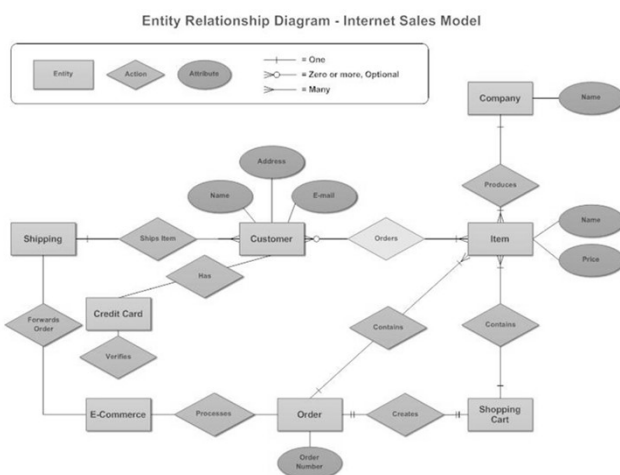 Entity Relationship Diagram - Internet Sales Model
Entity
Action
Attribute
= One
= Zero or more, Optional
= Many
Company
Name
Address
Produces
Name
E-mail
Name
Shipping
Ships Item
Customer
Orders
Item
Price
Has
Forwards
Order
Credit Card
Contains
Contains
Verifies
E-Commerce
Processes
Order
Creates
Shopping
Cart
Order
Number